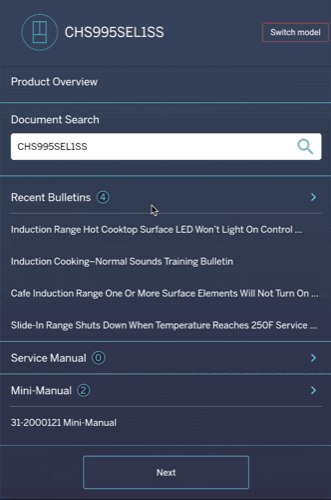 CHS995SEL1SS
Switch model
Product Overview
Document Search
CHS995SEL1SS
Recent Bulletins 4
Induction Range Hot Cooktop Surface LED Won't Light On Control ...
Induction Cooking–Normal Sounds Training Bulletin
Cafe Induction Range One Or More Surface Elements Will Not Turn On ...
Slide-In Range Shuts Down When Temperature Reaches 250F Service ...
Service Manual 0
Mini-Manual 2
31-2000121 Mini-Manual
Next